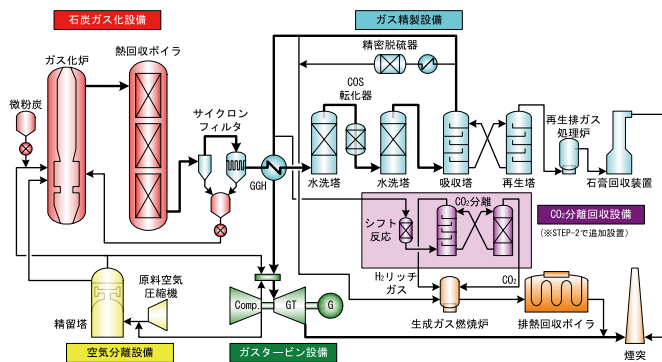 石炭ガス化設備
ガス精製設備
ガス化炉
熱回収ボイラ
微粉炭
サイクロン
フィルタ
GGH
精密脱硫器
COS
転化器
水洗塔
水洗塔
吸収塔
再生塔
再生排ガス
処理炉
石膏回収装置
CO₂分離
シフト
反応
CO₂分離回収設備
(※STEP-2で追加設置)
H₂リッチ
ガス
CO₂
原料空気
圧縮機
精留塔
Comp.
GT
G
生成ガス燃焼炉
排熱回収ボイラ
煙突
空気分離設備
ガスタービン設備